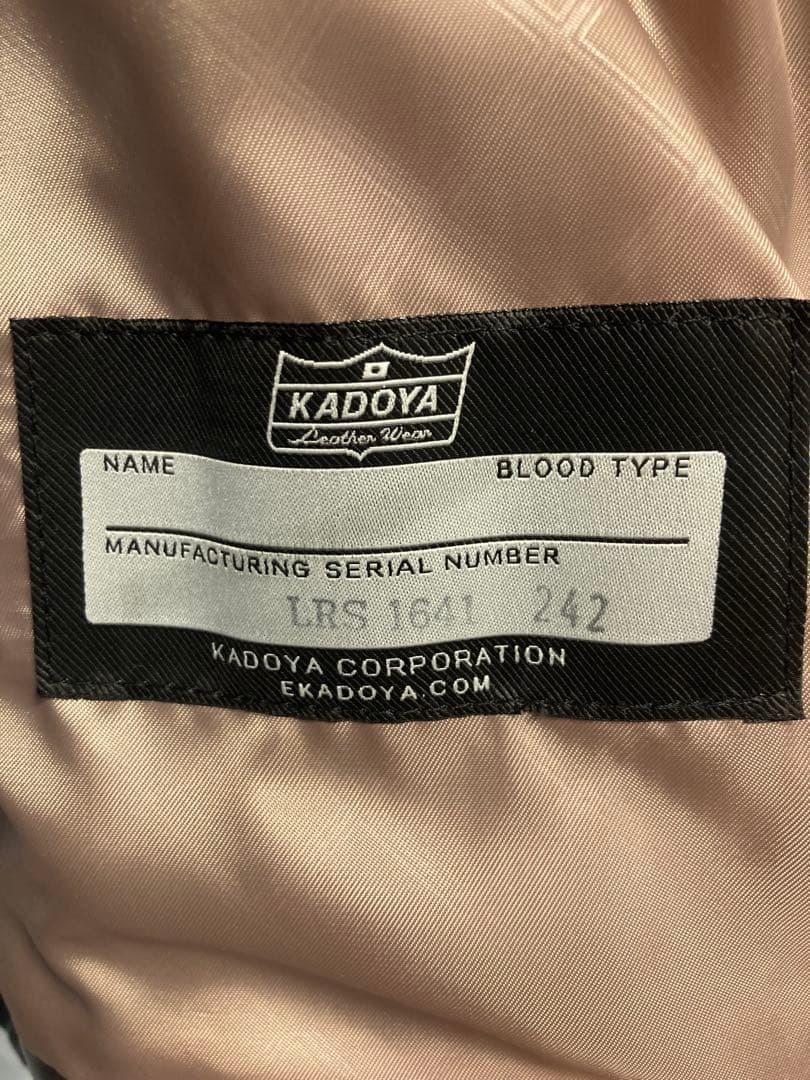 KADOYA
Leather Wear
NAME BLOOD TYPE
MANUFACTURING SERIAL NUMBER
LRS 1641 242
KADOYA CORPORATION
EKADOYA.COM